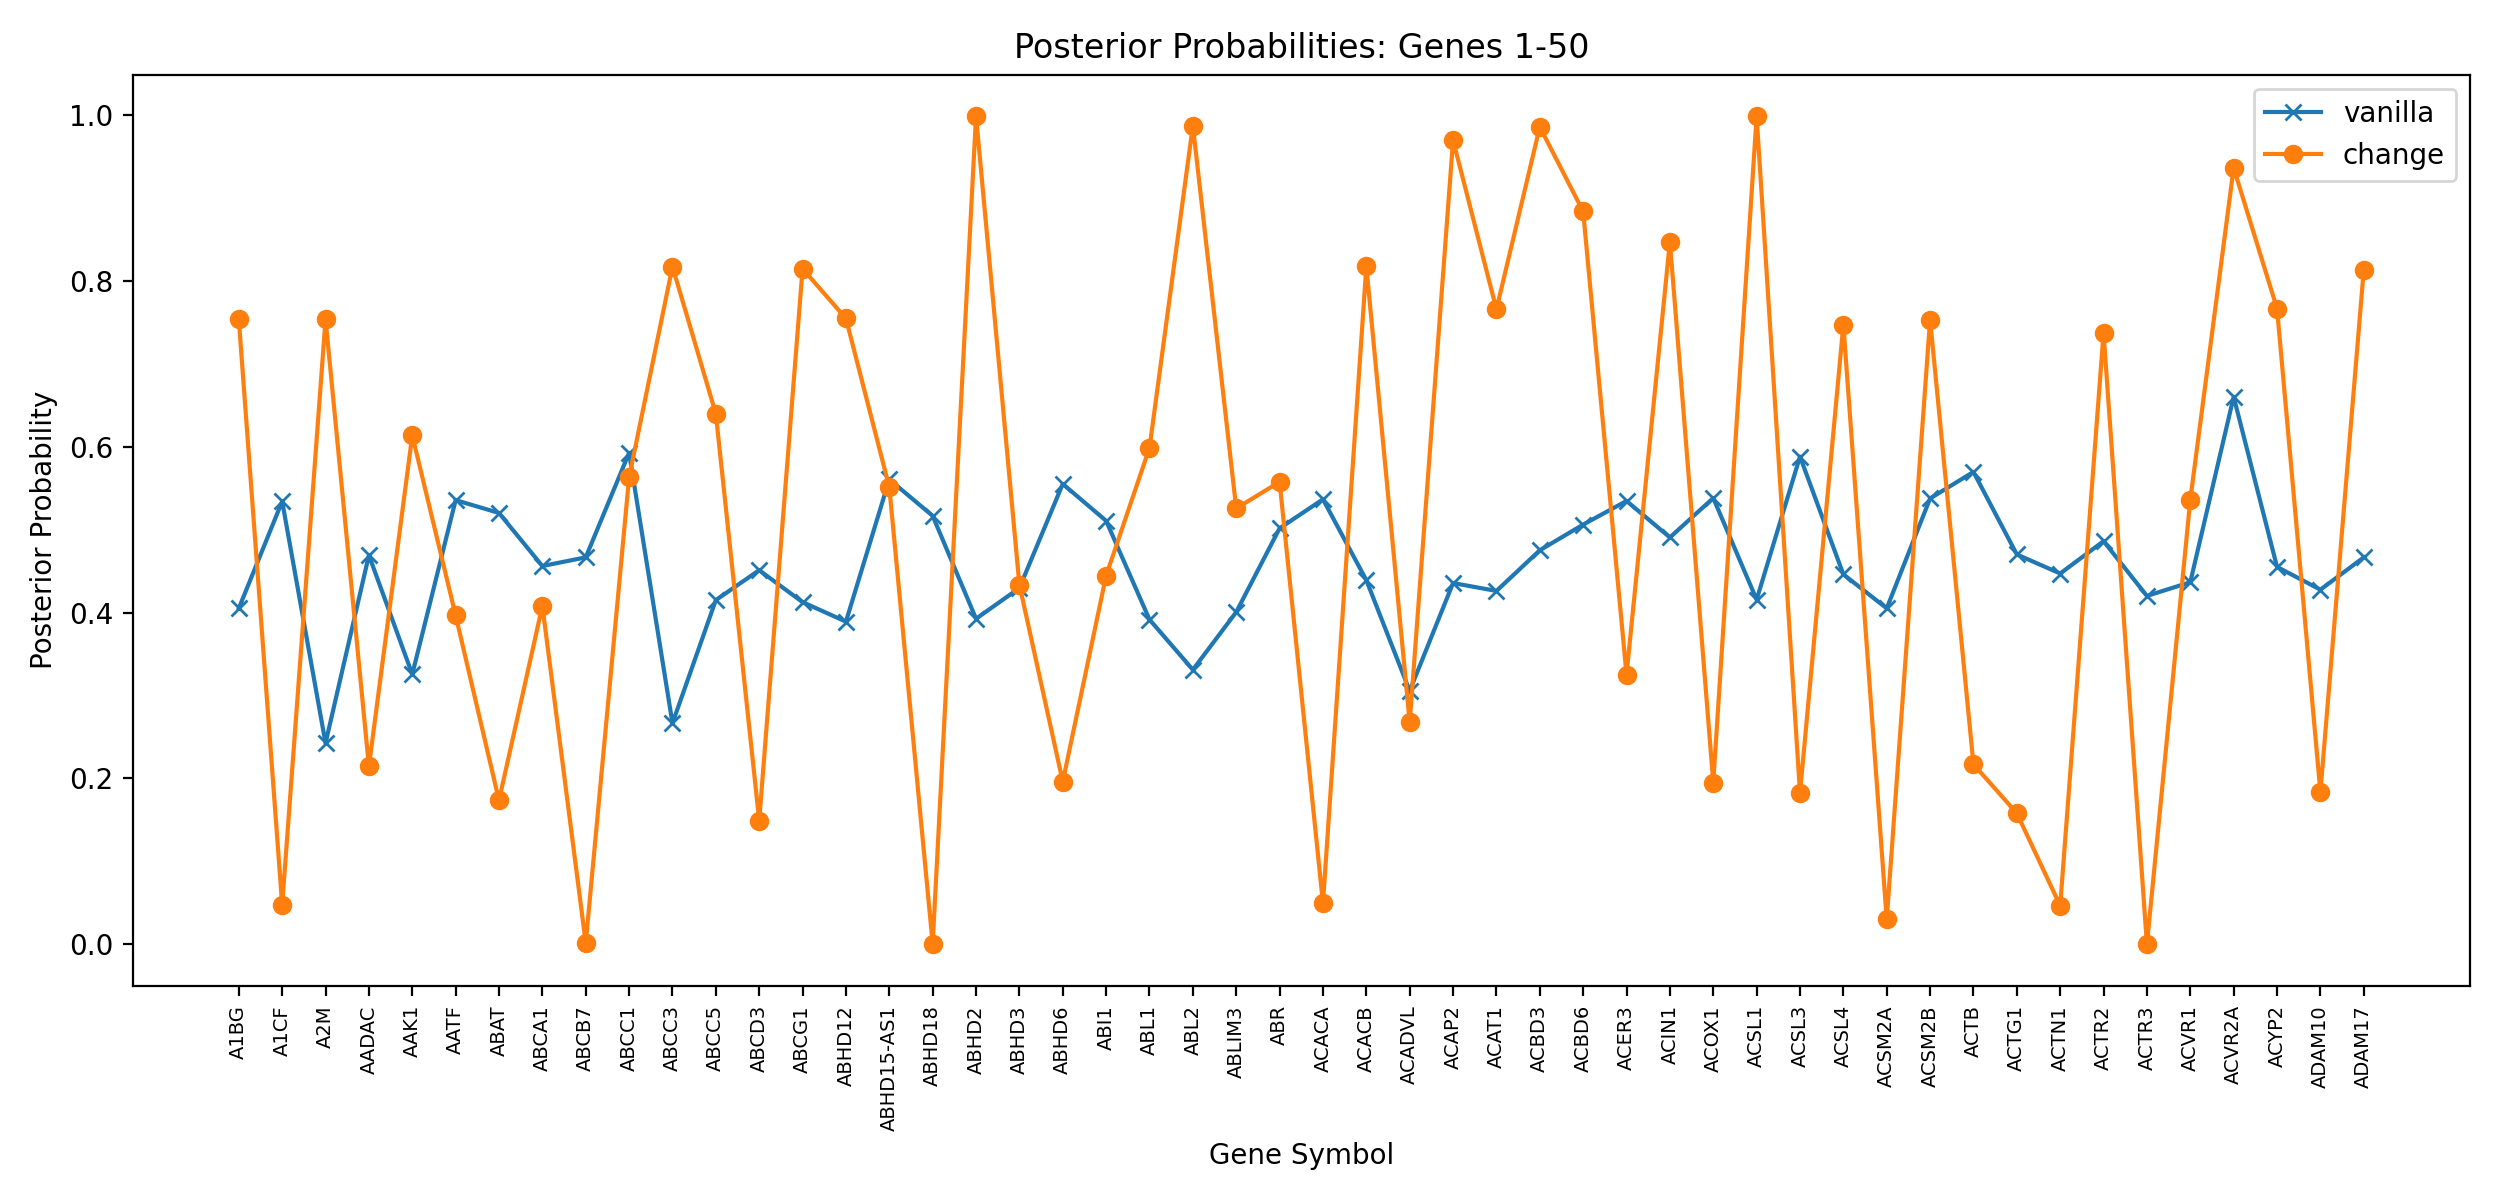 Posterior Probabilities: Genes 1-50
vanilla
change
Posterior Probability
1.0
0.8
0.6
0.4
0.2
0.0
A1BG
A1CF
A2M
AADAC
AAK1
AATF
ABAT
ABCA1
ABCB7
ABCC1
ABCC3
ABCC5
ABCD3
ABCG1
ABHD12
ABHD15-AS1
ABHD18
ABHD2
ABHD3
ABHD6
ABI1
ABL1
ABL2
ABLIM3
ABR
ACACA
ACACB
ACADVL
ACAP2
ACAT1
ACBD3
ACBD6
ACER3
ACIN1
ACOX1
ACSL1
ACSL3
ACSL4
ACSM2A
ACSM2B
ACTB
ACTG1
ACTN1
ACTR2
ACTR3
ACVR1
ACVR2A
ACYP2
ADAM10
ADAM17
Gene Symbol